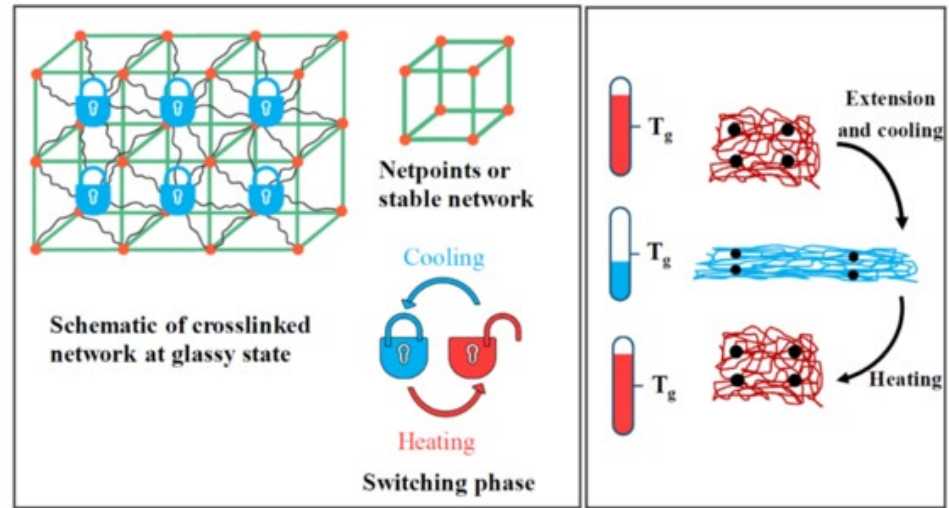 Netpoints or
stable network
Cooling
Schematic of crosslinked
network at glassy state
Heating
Switching phase
Tg
Extension
and cooling
Tg
Tg
Heating